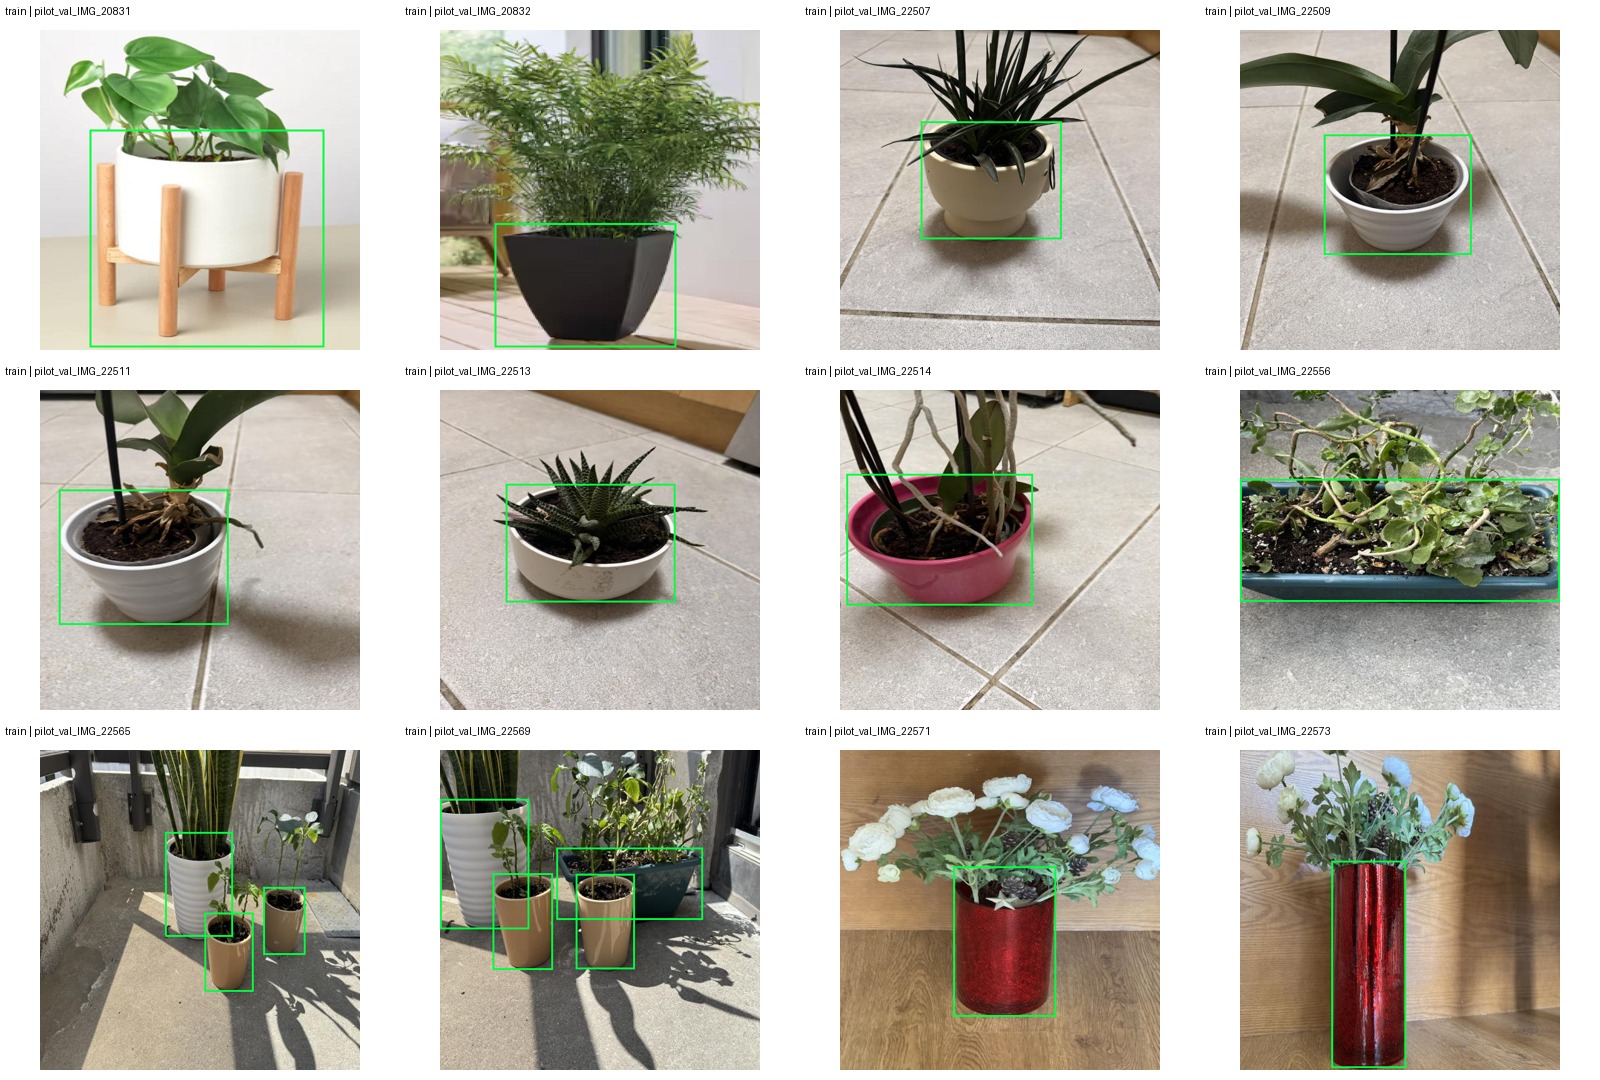 train | pilot_val_IMG_20831
train | pilot_val_IMG_20832
train | pilot_val_IMG_22507
train | pilot_val_IMG_22509
train | pilot_val_IMG_22511
train | pilot_val_IMG_22513
train | pilot_val_IMG_22514
train | pilot_val_IMG_22556
train | pilot_val_IMG_22565
train | pilot_val_IMG_22569
train | pilot_val_IMG_22571
train | pilot_val_IMG_22573